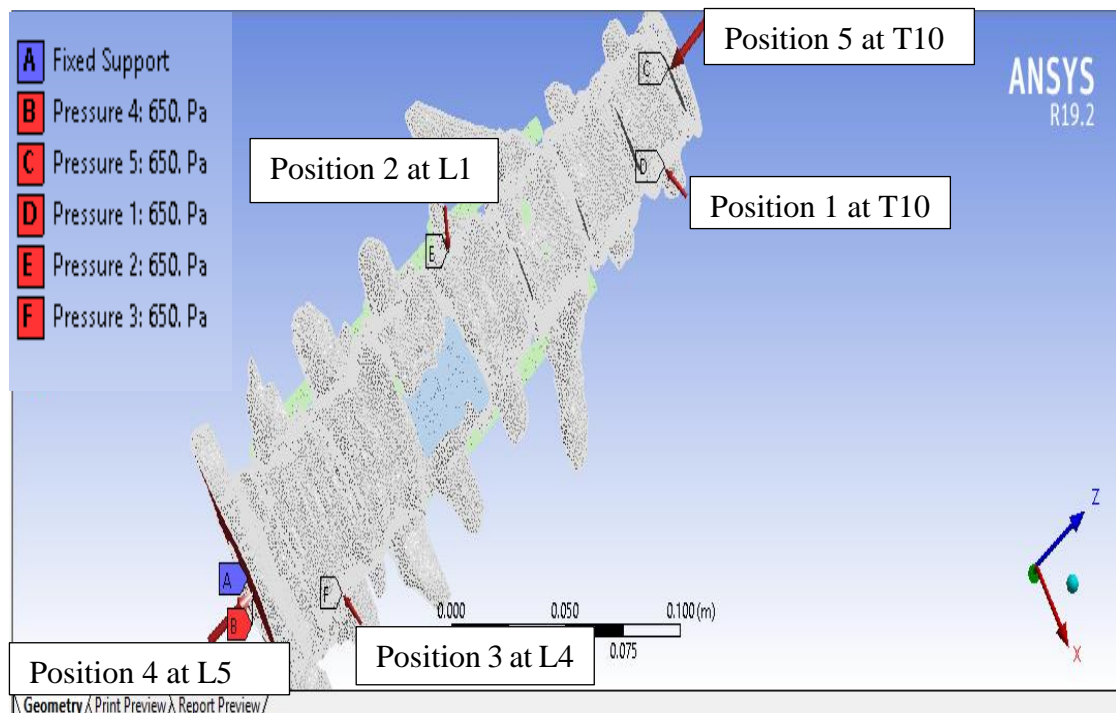 A Fixed Support
B Pressure 4: 650. Pa
C Pressure 5: 650. Pa
D Pressure 1: 650. Pa
E Pressure 2: 650. Pa
F Pressure 3: 650. Pa
Position 5 at T10
ANSYS
R19.2
C
Position 2 at L1
D
Position 1 at T10
E
Z
A
F
B
0.000 0.050 0.100 (m)
0.075
X
Position 4 at L5
Position 3 at L4
Geometry Print Preview Report Preview